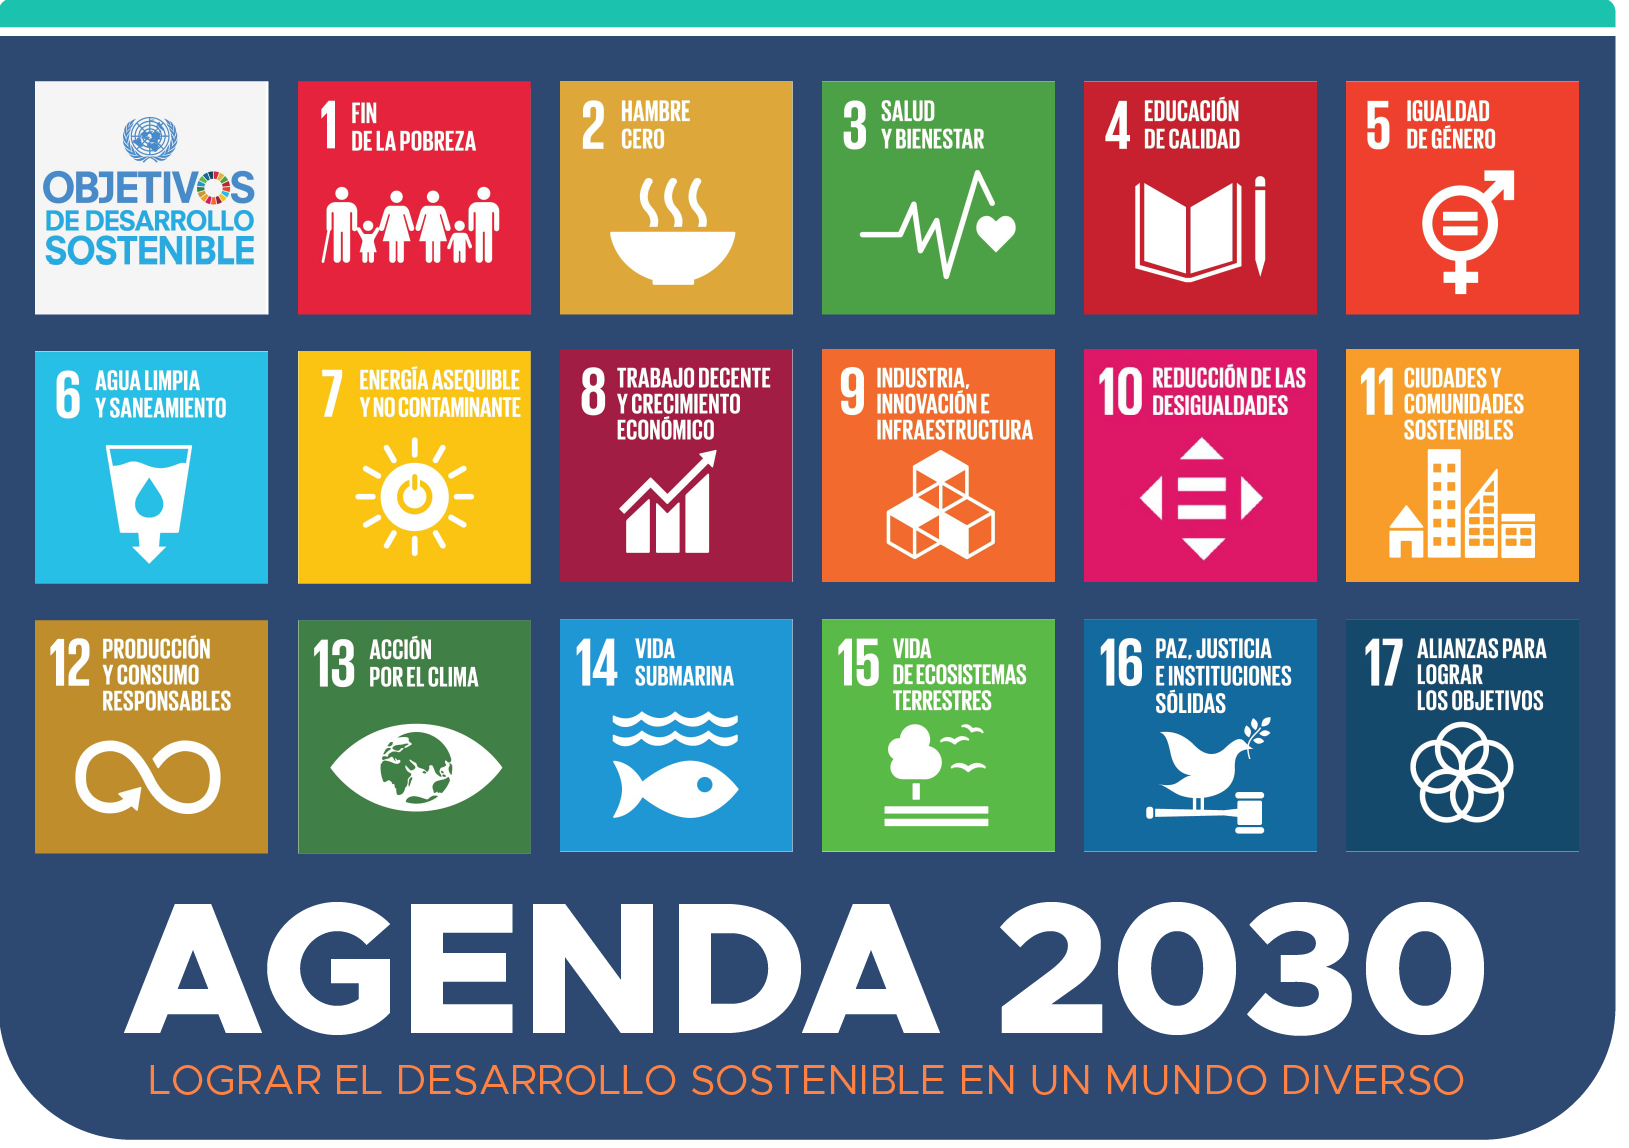 OBJETIVOS
DE DESARROLLO
SOSTENIBLE
1 FIN
DE LA POBREZA
2 HAMBRE
CERO
3 SALUD
Y BIENESTAR
4 EDUCACIÓN
DE CALIDAD
5 IGUALDAD
DE GÉNERO
6 AGUA LIMPIA
Y SANEAMIENTO
7 ENERGÍA ASEQUIBLE
Y NO CONTAMINANTE
8 TRABAJO DECENTE
Y CRECIMIENTO
ECONÓMICO
9 INDUSTRIA,
INNOVACIÓN E
INFRAESTRUCTURA
10 REDUCCIÓN DE LAS
DESIGUALDADES
11 CIUDADES Y
COMUNIDADES
SOSTENIBLES
12 PRODUCCIÓN
Y CONSUMO
RESPONSABLES
13 ACCIÓN
POR EL CLIMA
14 VIDA
SUBMARINA
15 VIDA
DE ECOSISTEMAS
TERRESTRES
16 PAZ, JUSTICIA
E INSTITUCIONES
SÓLIDAS
17 ALIANZAS PARA
LOGRAR
LOS OBJETIVOS
AGENDA 2030
LOGRAR EL DESARROLLO SOSTENIBLE EN UN MUNDO DIVERSO